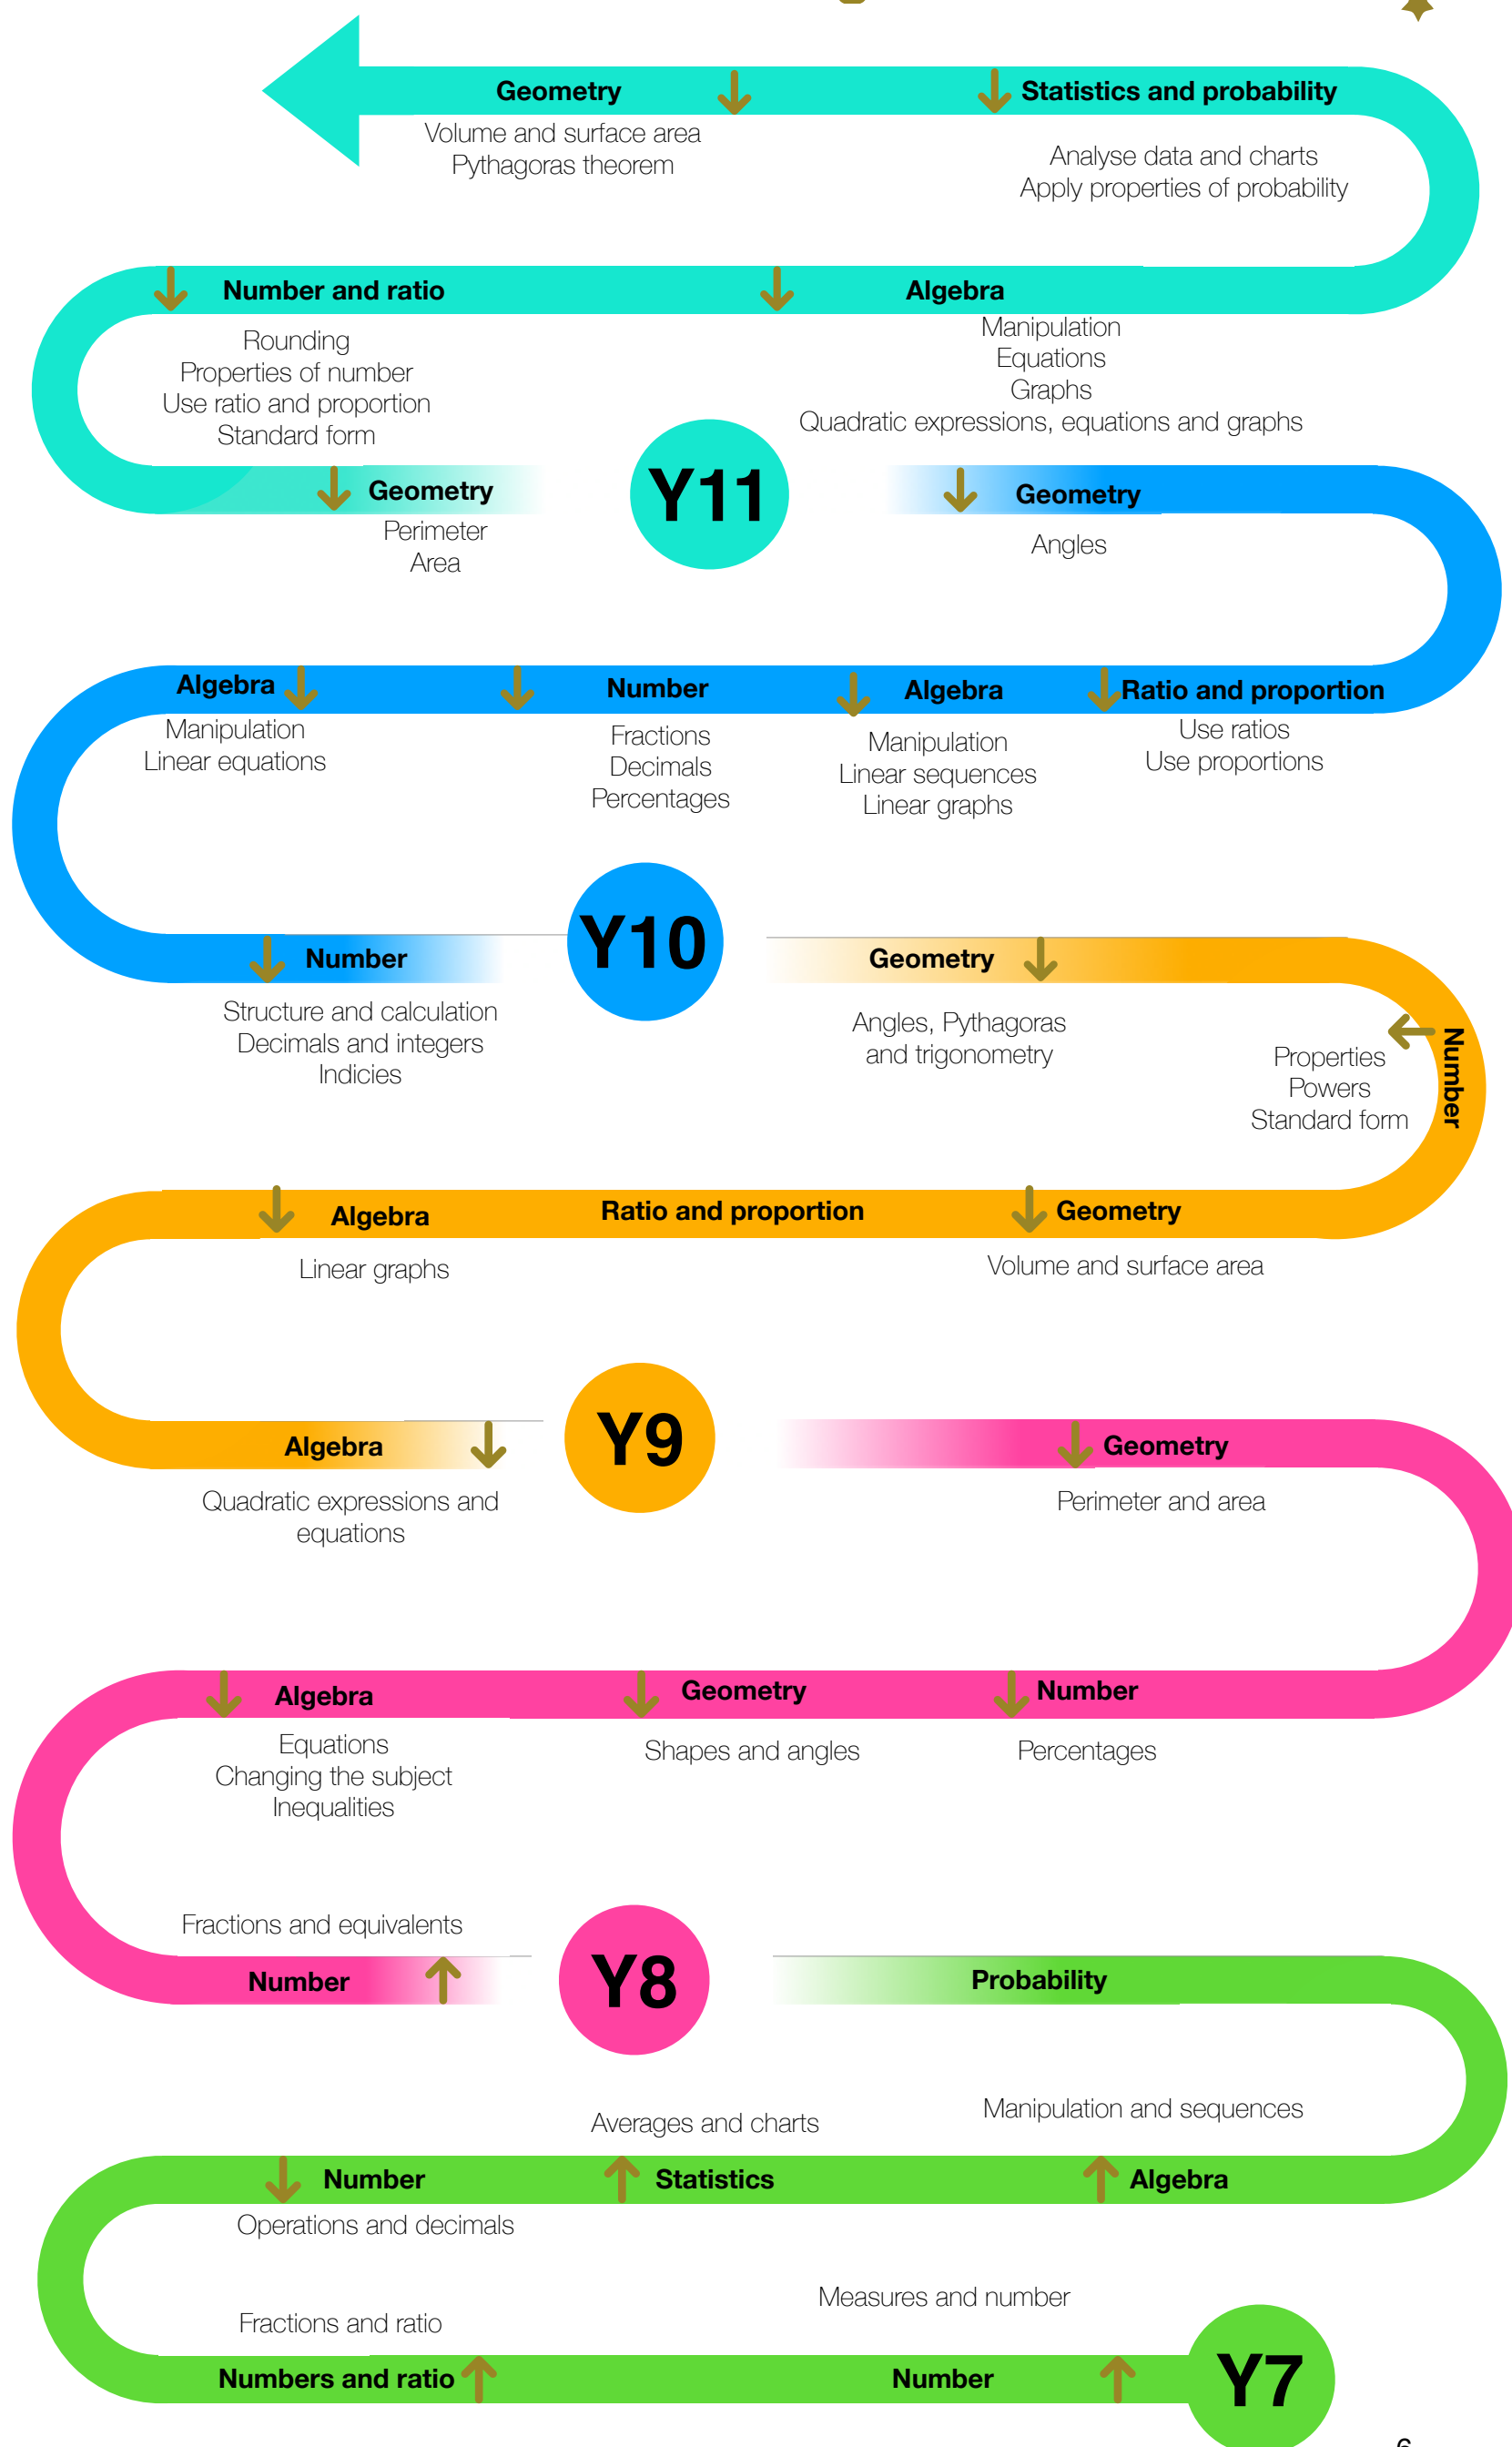 Geometry
Statistics and probability
Volume and surface area
Pythagoras theorem
Analyse data and charts
Apply properties of probability
Number and ratio
Algebra
Rounding
Properties of number
Use ratio and proportion
Standard form
Manipulation
Equations
Graphs
Quadratic expressions, equations and graphs
Geometry
Perimeter
Area
Y11
Geometry
Angles
Algebra
Manipulation
Linear equations
Number
Fractions
Decimals
Percentages
Algebra
Manipulation
Linear sequences
Linear graphs
Ratio and proportion
Use ratios
Use proportions
Number
Structure and calculation
Decimals and integers
Indicies
Y10
Geometry
Angles, Pythagoras
and trigonometry
Number
Properties
Powers
Standard form
Algebra
Linear graphs
Ratio and proportion
Geometry
Volume and surface area
Algebra
Quadratic expressions and
equations
Y9
Geometry
Perimeter and area
Algebra
Equations
Changing the subject
Inequalities
Geometry
Shapes and angles
Number
Percentages
Fractions and equivalents
Number
Y8
Probability
Averages and charts
Manipulation and sequences
Number
Statistics
Algebra
Operations and decimals
Fractions and ratio
Measures and number
Numbers and ratio
Number
Y7